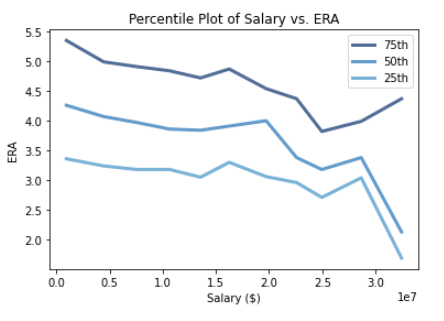 Percentile Plot of Salary vs. ERA
5.5
5.0
4.5
4.0
3.5
3.0
2.5
2.0
ERA
75th
50th
25th
0.0 0.5 1.0 1.5 2.0 2.5 3.0
1e7
Salary ($)